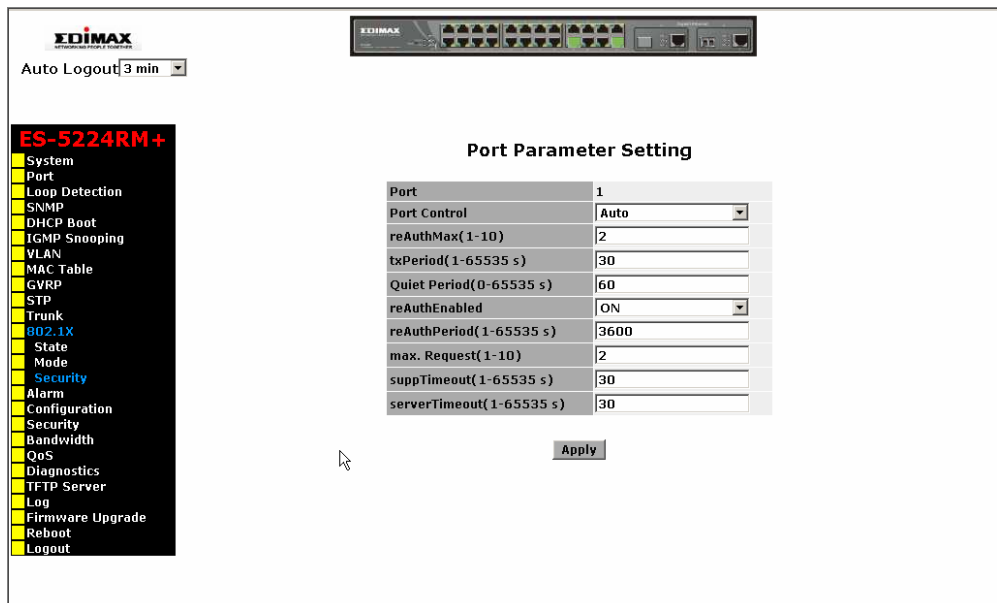 EDIMAX
NETWORKING PEOPLE TOGETHER
Auto Logout 3 min
EDIMAX
ES-5224RM+
System
Port
Loop Detection
SNMP
DHCP Boot
IGMP Snooping
VLAN
MAC Table
GVRP
STP
Trunk
802.1X
State
Mode
Security
Alarm
Configuration
Security
Bandwidth
QoS
Diagnostics
TFTP Server
Log
Firmware Upgrade
Reboot
Logout
Port Parameter Setting
Port 1
Port Control Auto
reAuthMax(1-10) 2
txPeriod(1-65535 s) 30
Quiet Period(0-65535 s) 60
reAuthEnabled ON
reAuthPeriod(1-65535 s) 3600
max. Request(1-10) 2
suppTimeout(1-65535 s) 30
serverTimeout(1-65535 s) 30
Apply